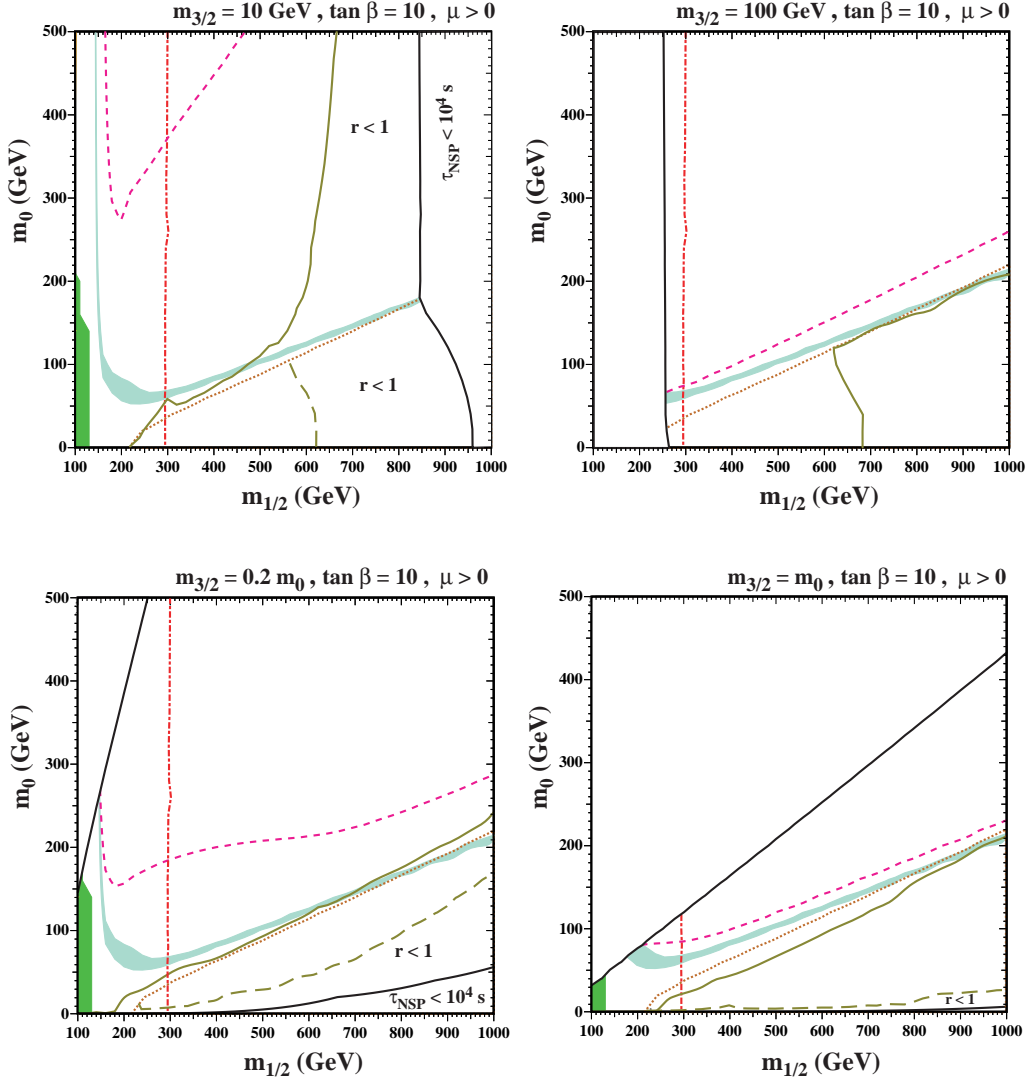 m3/2 = 10 GeV , tan β = 10 , μ > 0
500
400
300
200
100
0
m0 (GeV)
r < 1
τNSP < 10^4 s
r < 1
100 200 300 400 500 600 700 800 900 1000
m1/2 (GeV)
m3/2 = 100 GeV , tan β = 10 , μ > 0
500
400
300
200
100
0
m0 (GeV)
100 200 300 400 500 600 700 800 900 1000
m1/2 (GeV)
m3/2 = 0.2 m0 , tan β = 10 , μ > 0
500
400
300
200
100
0
m0 (GeV)
r < 1
τNSP < 10^4 s
100 200 300 400 500 600 700 800 900 1000
m1/2 (GeV)
m3/2 = m0 , tan β = 10 , μ > 0
500
400
300
200
100
0
m0 (GeV)
r < 1
100 200 300 400 500 600 700 800 900 1000
m1/2 (GeV)